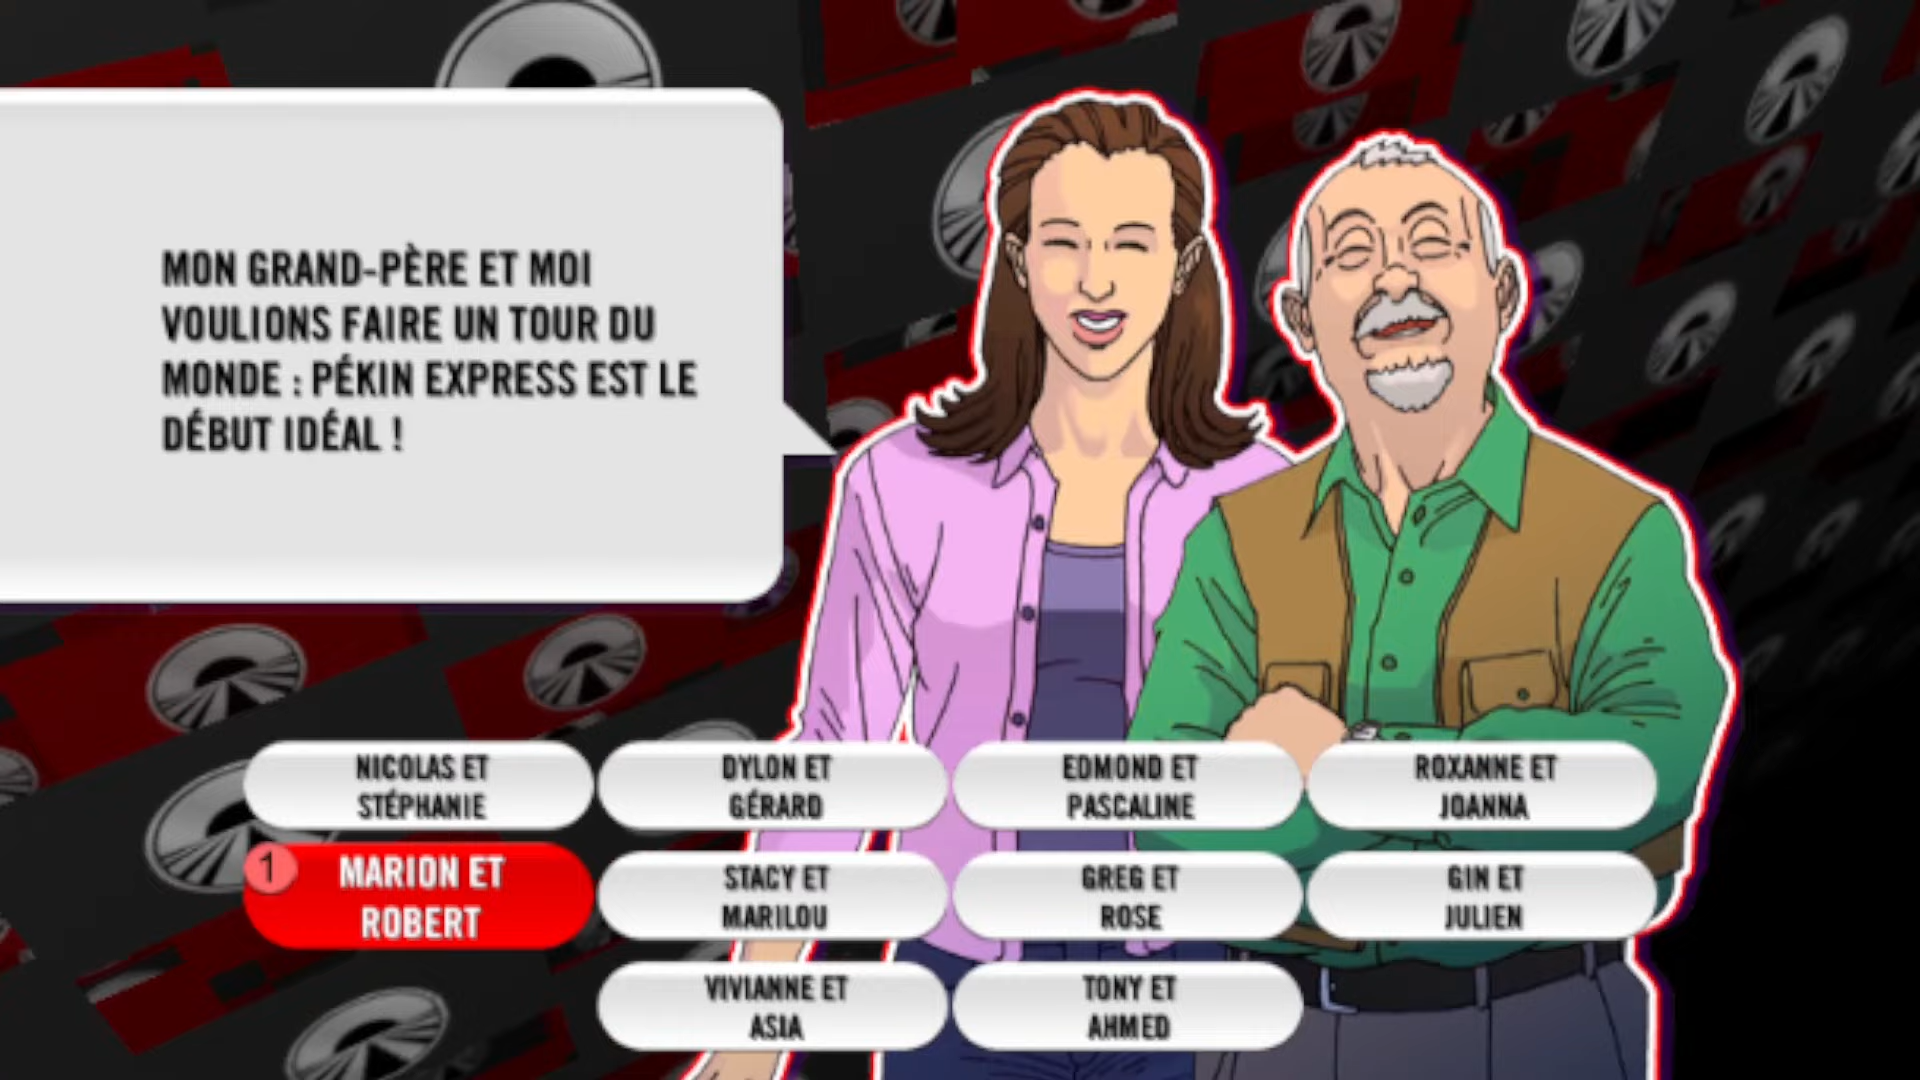 MON GRAND-PÈRE ET MOI
VOULIONS FAIRE UN TOUR DU
MONDE : PÉKIN EXPRESS EST LE
DÉBUT IDÉAL !
NICOLAS ET
STÉPHANIE
DYLON ET
GÉRARD
EDMOND ET
PASCALINE
ROXANNE ET
JOANNA
1
MARION ET
ROBERT
STACY ET
MARILOU
GREG ET
ROSE
GIN ET
JULIEN
VIVIANNE ET
ASIA
TONY ET
AHMED